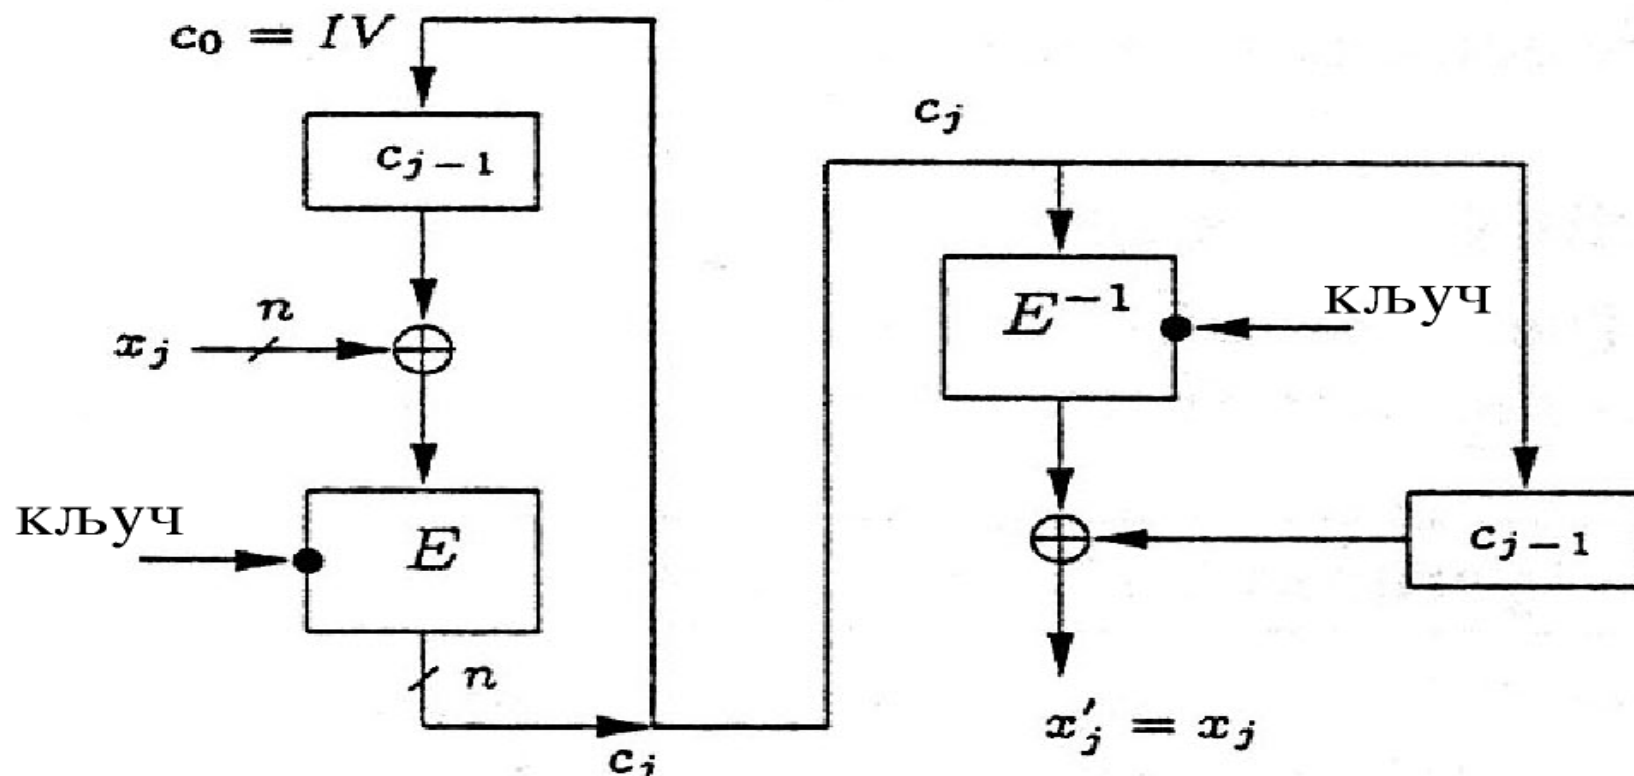 c₀ = IV
c_{j-1}
n
x_j
кључ
E
n
c_j
c_j
E⁻¹
кључ
c_{j-1}
x'_j = x_j